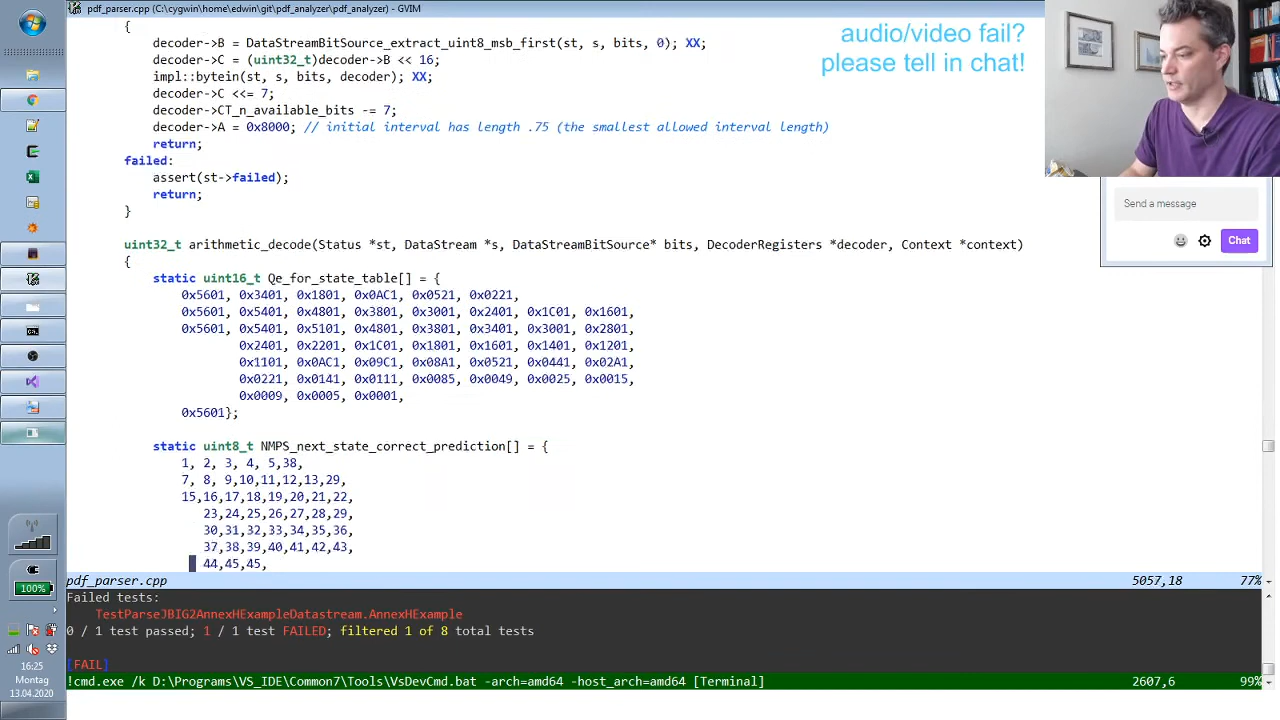 pdf_parser.cpp (C:\cygwin\home\edwin\git\pdf_analyzer\pdf_analyzer) - GVIM
audio/video fail?
please tell in chat!
{
decoder->B = DataStreamBitSource_extract_uint8_msb_first(st, s, bits, 0); XX;
decoder->C = (uint32_t)decoder->B << 16;
impl::bytein(st, s, bits, decoder); XX;
decoder->C <<= 7;
decoder->CT_n_available_bits -= 7;
decoder->A = 0x8000; // initial interval has length .75 (the smallest allowed interval length)
return;
failed:
assert(st->failed);
return;
}
Send a message
Chat
uint32_t arithmetic_decode(Status *st, DataStream *s, DataStreamBitSource* bits, DecoderRegisters *decoder, Context *context)
{
static uint16_t Qe_for_state_table[] = {
0x5601, 0x3401, 0x1801, 0x0AC1, 0x0521, 0x0221,
0x5601, 0x5401, 0x4801, 0x3801, 0x3001, 0x2401, 0x1C01, 0x1601,
0x5601, 0x5401, 0x5101, 0x4801, 0x3801, 0x3401, 0x3001, 0x2801,
0x2401, 0x2201, 0x1C01, 0x1801, 0x1601, 0x1401, 0x1201,
0x1101, 0x0AC1, 0x09C1, 0x08A1, 0x0521, 0x0441, 0x02A1,
0x0221, 0x0141, 0x0111, 0x0085, 0x0049, 0x0025, 0x0015,
0x0009, 0x0005, 0x0001,
0x5601};
static uint8_t NMPS_next_state_correct_prediction[] = {
1, 2, 3, 4, 5,38,
7, 8, 9,10,11,12,13,29,
15,16,17,18,19,20,21,22,
23,24,25,26,27,28,29,
30,31,32,33,34,35,36,
37,38,39,40,41,42,43,
44,45,45,
pdf_parser.cpp 5057,18 77%
Failed tests:
TestParseJBIG2AnnexHExampleDatastream.AnnexHExample
0 / 1 test passed; 1 / 1 test FAILED; filtered 1 of 8 total tests
[FAIL]
!cmd.exe /k D:\Programs\VS_IDE\Common7\Tools\VsDevCmd.bat -arch=amd64 -host_arch=amd64 [Terminal] 2607,6 99%
100%
16:25
Montag
13.04.2020